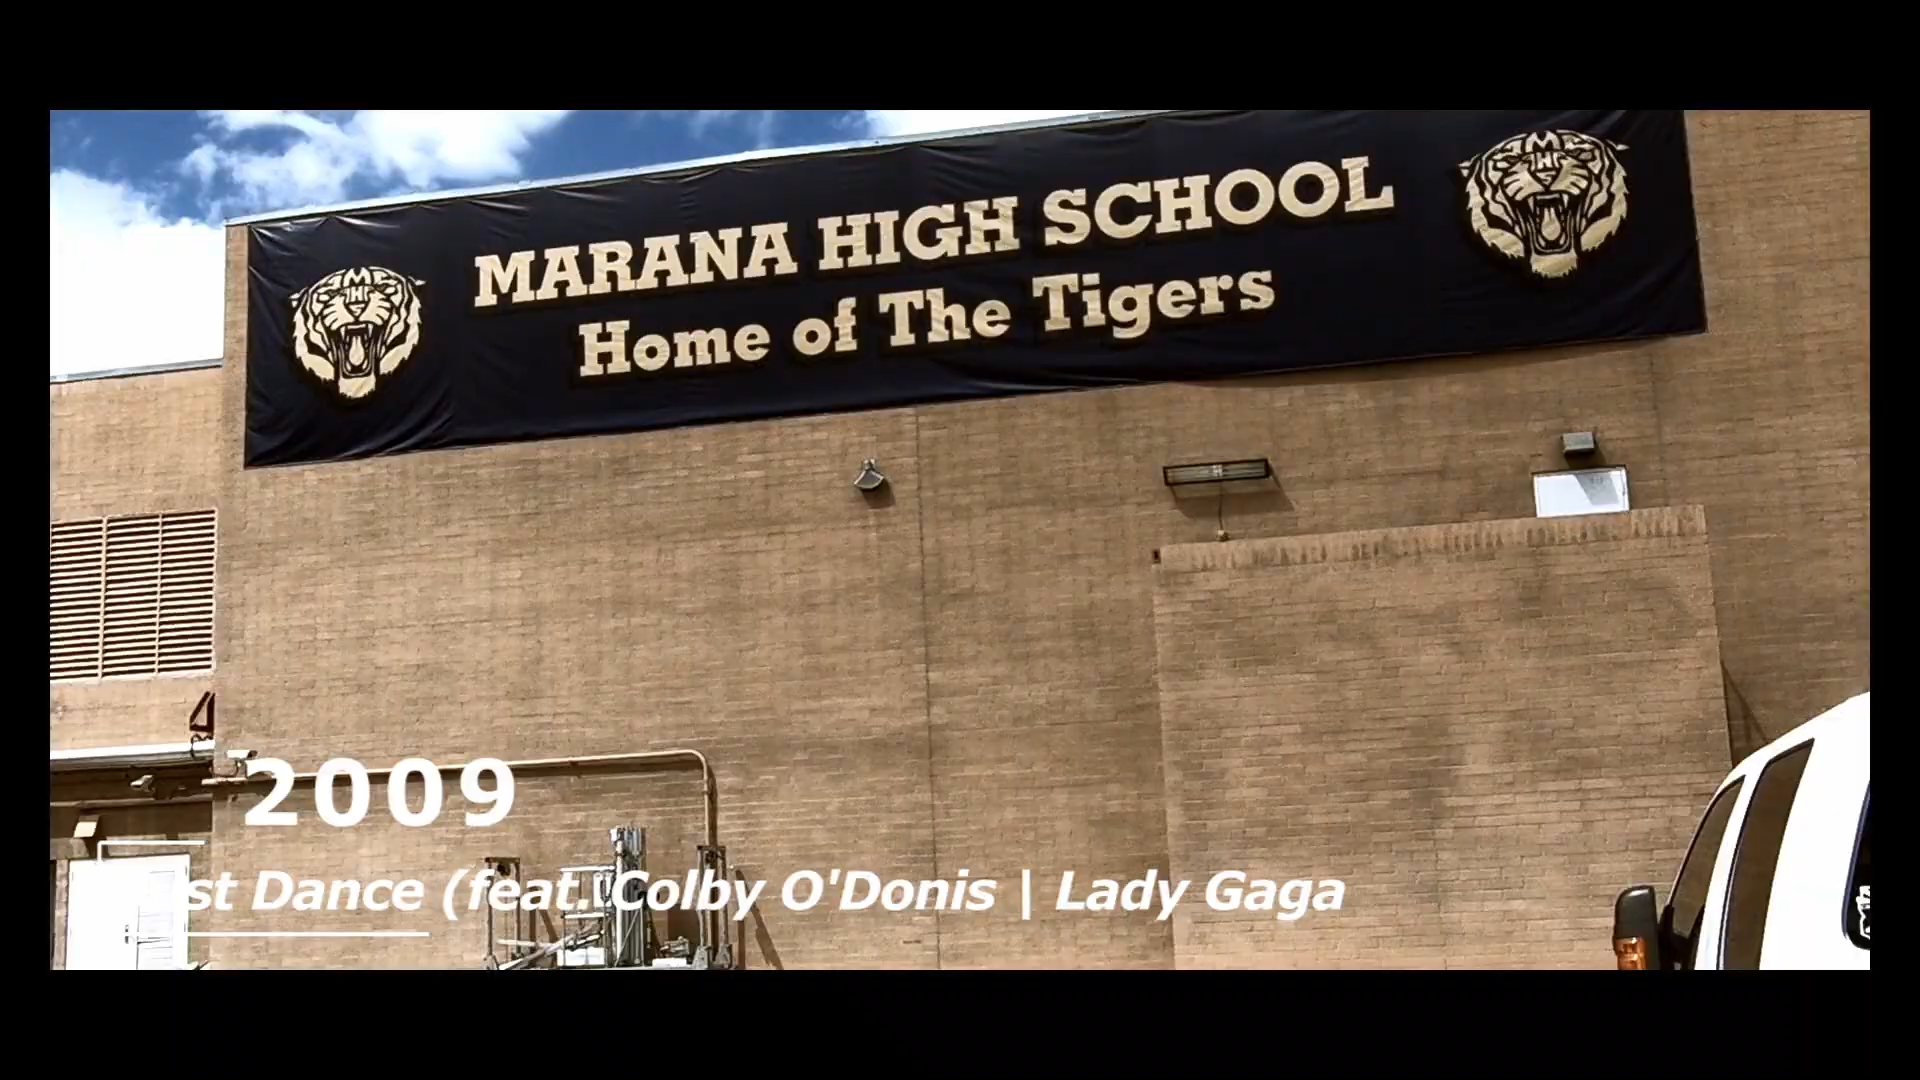 MARANA HIGH SCHOOL
Home of The Tigers
2009
st Dance (feat. Colby O'Donis | Lady Gaga